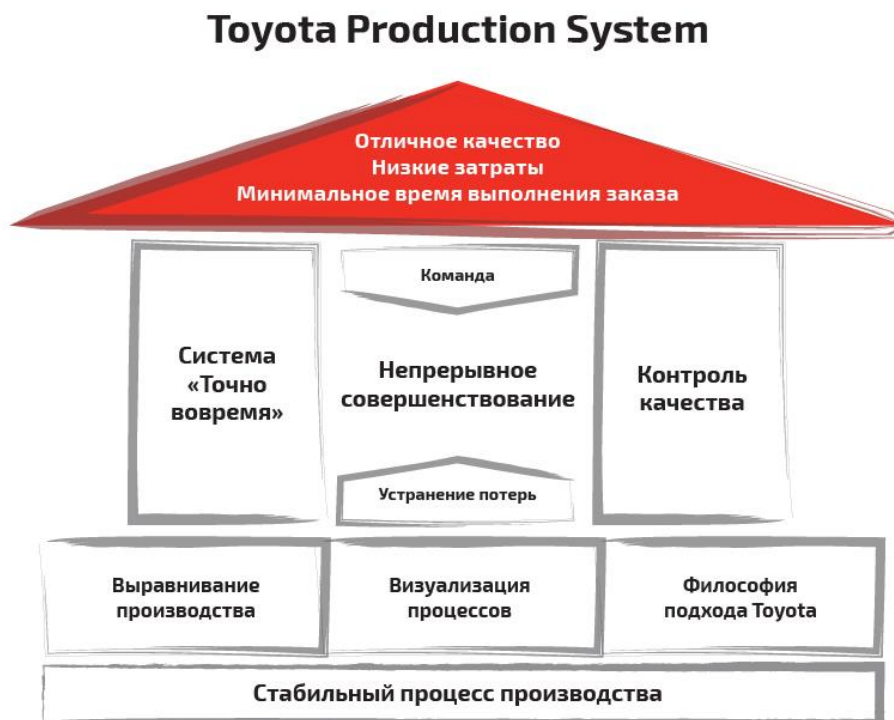 Toyota Production System
Отличное качество
Низкие затраты
Минимальное время выполнения заказа
Система
«Точно
вовремя»
Команда
Непрерывное
совершенствование
Устранение потерь
Контроль
качества
Выравнивание
производства
Визуализация
процессов
Философия
подхода Toyota
Стабильный процесс производства